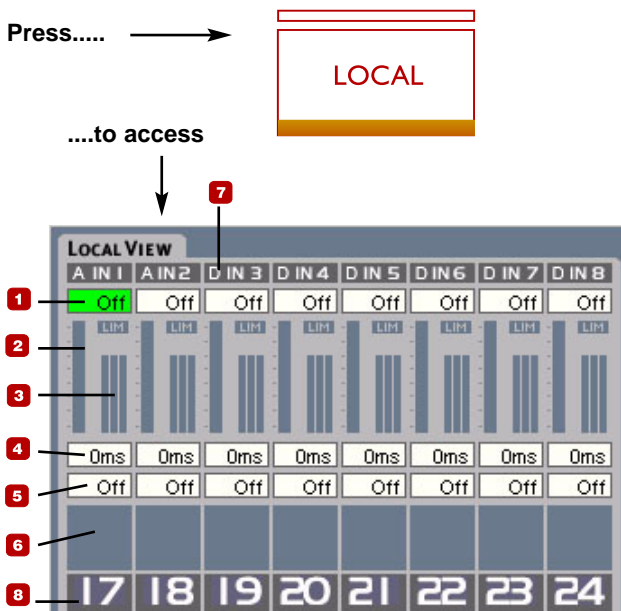 Press.....
LOCAL
....to access
7
LOCAL VIEW
A IN 1 A IN 2 D IN 3 D IN 4 D IN 5 D IN 6 D IN 7 D IN 8
1 Off Off Off Off Off Off Off Off
LIM LIM LIM LIM LIM LIM LIM LIM
2
3
4 0ms 0ms 0ms 0ms 0ms 0ms 0ms 0ms
5 Off Off Off Off Off Off Off Off
6
8 17 18 19 20 21 22 23 24